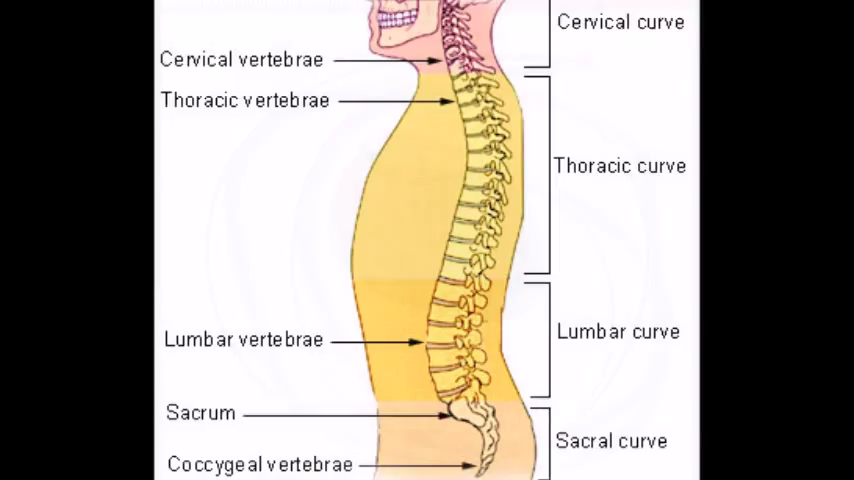 Cervical curve
Cervical vertebrae
Thoracic vertebrae
Thoracic curve
Lumbar vertebrae
Lumbar curve
Sacrum
Sacral curve
Coccygeal vertebrae